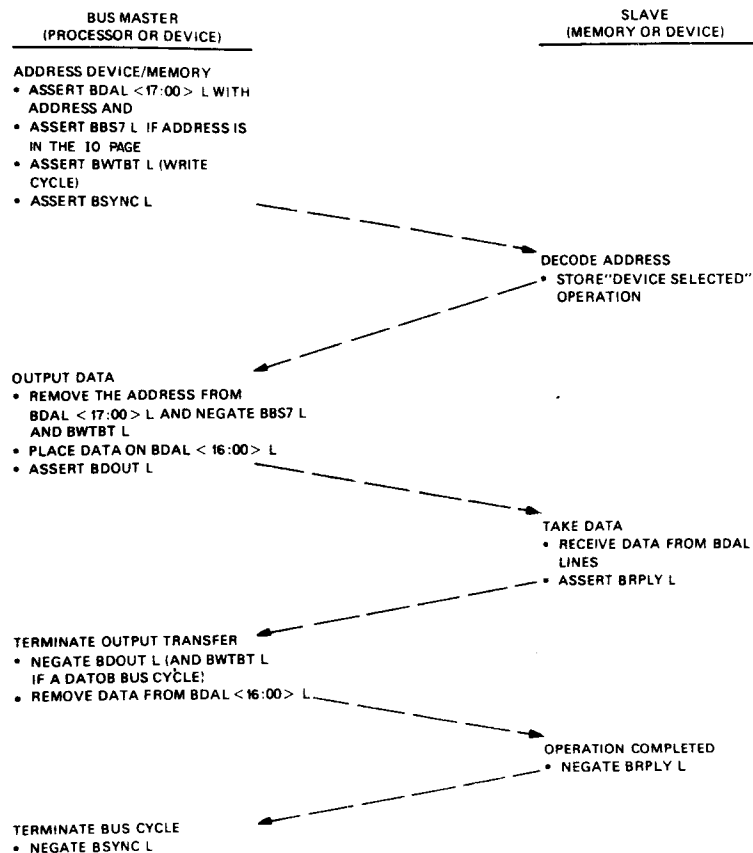 BUS MASTER
(PROCESSOR OR DEVICE)
SLAVE
(MEMORY OR DEVICE)
ADDRESS DEVICE/MEMORY
• ASSERT BDAL <17:00> L WITH
ADDRESS AND
• ASSERT BBS7 L IF ADDRESS IS
IN THE IO PAGE
• ASSERT BWTBT L (WRITE
CYCLE)
• ASSERT BSYNC L
DECODE ADDRESS
• STORE "DEVICE SELECTED"
OPERATION
OUTPUT DATA
• REMOVE THE ADDRESS FROM
BDAL <17:00> L AND NEGATE BBS7 L
AND BWTBT L
• PLACE DATA ON BDAL <16:00> L
• ASSERT BDOUT L
TAKE DATA
• RECEIVE DATA FROM BDAL
LINES
• ASSERT BRPLY L
TERMINATE OUTPUT TRANSFER
• NEGATE BDOUT L (AND BWTBT L
IF A DATOB BUS CYCLE)
• REMOVE DATA FROM BDAL <16:00> L
OPERATION COMPLETED
• NEGATE BRPLY L
TERMINATE BUS CYCLE
• NEGATE BSYNC L